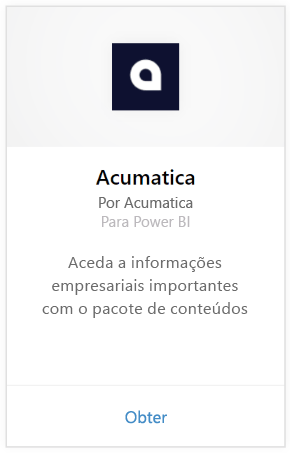 Acumatica
Por Acumatica
Para Power BI
Aceda a informações
empresariais importantes
com o pacote de conteúdos
Obter